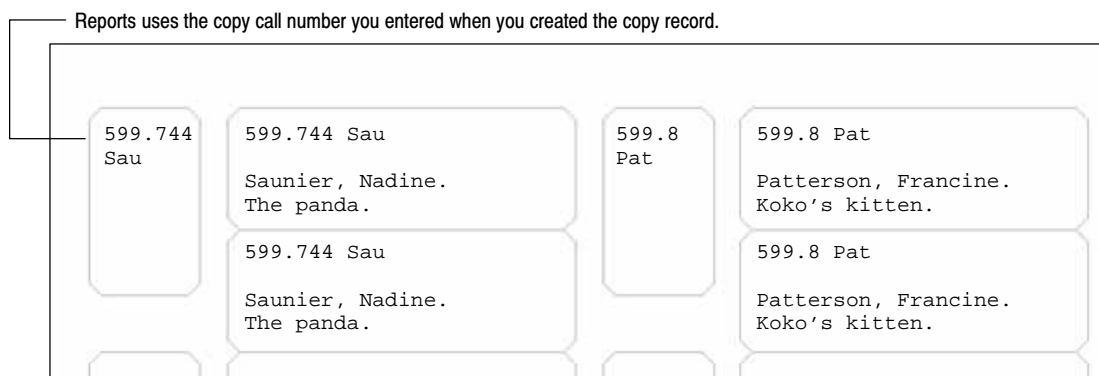 Reports uses the copy call number you entered when you created the copy record.
599.744
Sau
599.744 Sau
Saunier, Nadine.
The panda.
599.744 Sau
Saunier, Nadine.
The panda.
599.8
Pat
599.8 Pat
Patterson, Francine.
Koko's kitten.
599.8 Pat
Patterson, Francine.
Koko's kitten.